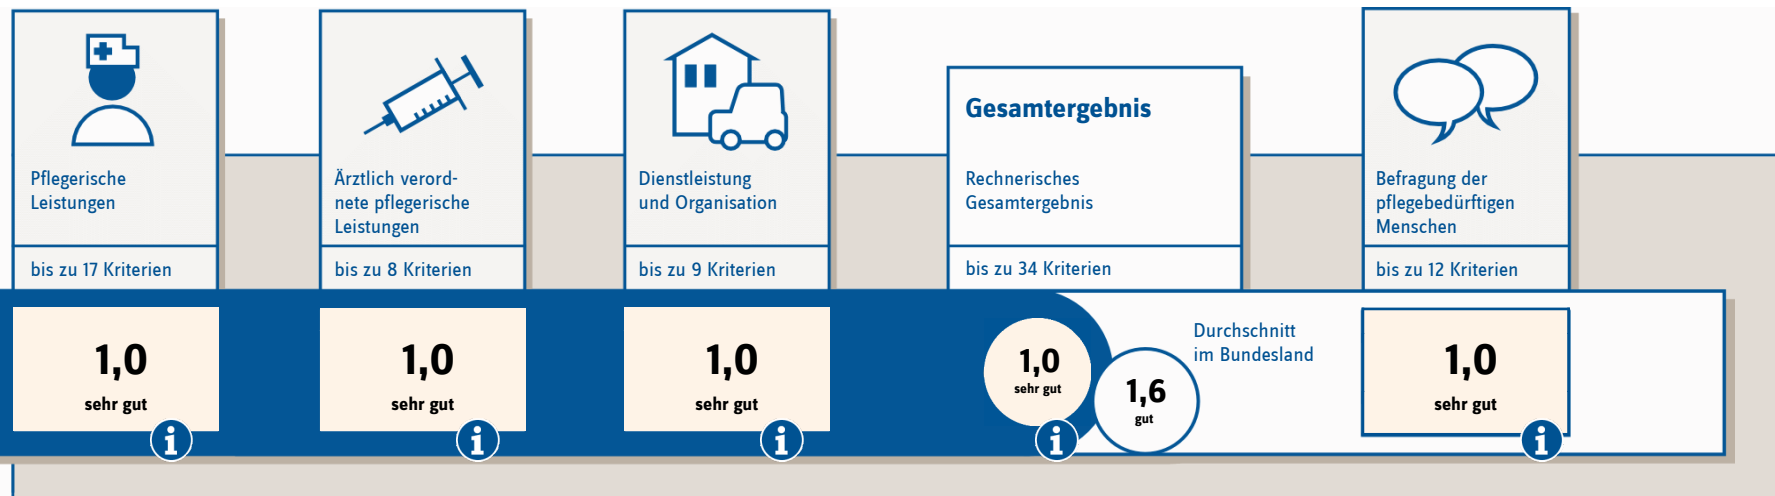 Pflegerische
Leistungen
bis zu 17 Kriterien
1,0
sehr gut
i
Ärztlich verord-
nete pflegerische
Leistungen
bis zu 8 Kriterien
1,0
sehr gut
i
Dienstleistung
und Organisation
bis zu 9 Kriterien
1,0
sehr gut
i
Gesamtergebnis
Rechnerisches
Gesamtergebnis
bis zu 34 Kriterien
1,0
sehr gut
i
1,6
gut
Durchschnitt
im Bundesland
Befragung der
pflegebedürftigen
Menschen
bis zu 12 Kriterien
1,0
sehr gut
i